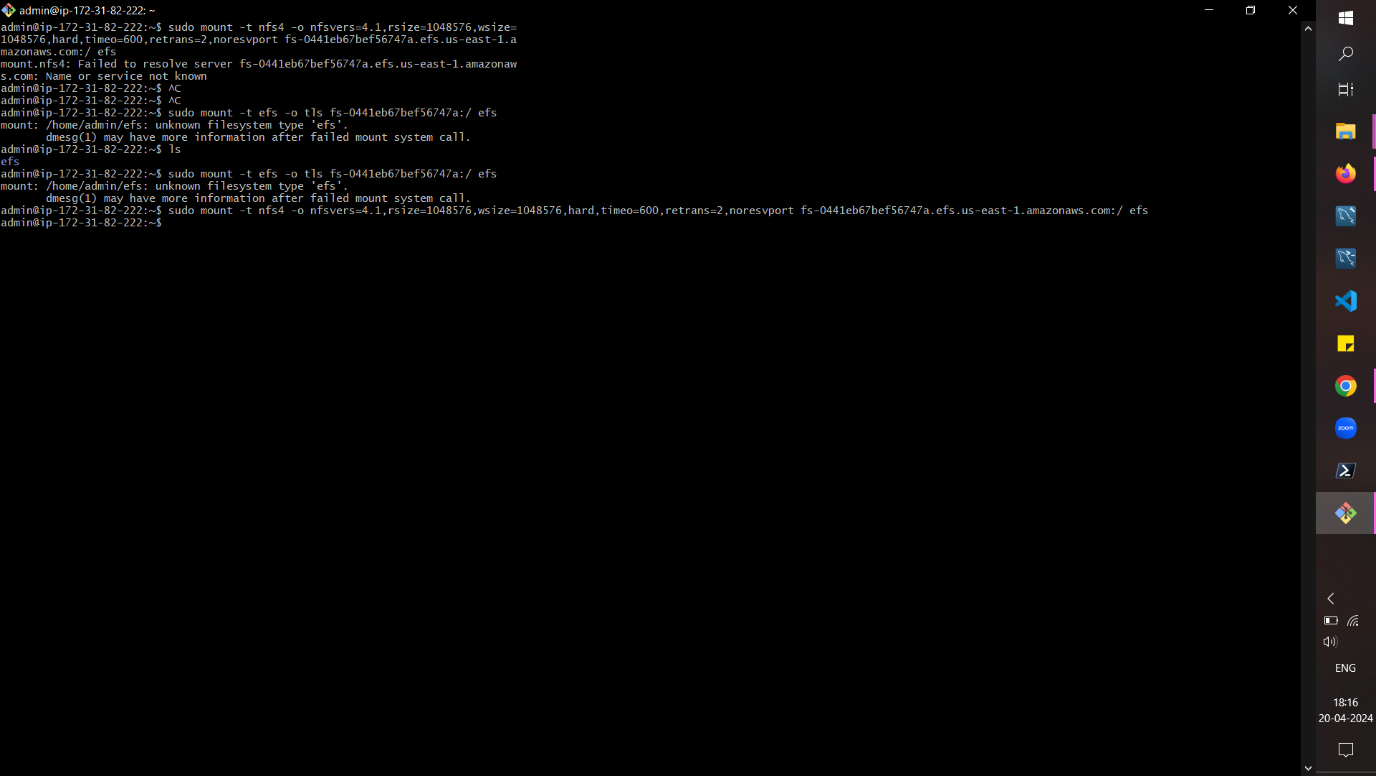 admin@ip-172-31-82-222: ~
admin@ip-172-31-82-222:~$ sudo mount -t nfs4 -o nfsvers=4.1,rsize=1048576,wsize=
1048576,hard,timeo=600,retrans=2,noresvport fs-0441eb67bef56747a.efs.us-east-1.a
mazonaws.com:/ efs
mount.nfs4: Failed to resolve server fs-0441eb67bef56747a.efs.us-east-1.amazonaw
s.com: Name or service not known
admin@ip-172-31-82-222:~$ ^C
admin@ip-172-31-82-222:~$ ^C
admin@ip-172-31-82-222:~$ sudo mount -t efs -o tls fs-0441eb67bef56747a:/ efs
mount: /home/admin/efs: unknown filesystem type 'efs'.
       dmesg(1) may have more information after failed mount system call.
admin@ip-172-31-82-222:~$ ls
efs
admin@ip-172-31-82-222:~$ sudo mount -t efs -o tls fs-0441eb67bef56747a:/ efs
mount: /home/admin/efs: unknown filesystem type 'efs'.
       dmesg(1) may have more information after failed mount system call.
admin@ip-172-31-82-222:~$ sudo mount -t nfs4 -o nfsvers=4.1,rsize=1048576,wsize=1048576,hard,timeo=600,retrans=2,noresvport fs-0441eb67bef56747a.efs.us-east-1.amazonaws.com:/ efs
admin@ip-172-31-82-222:~$
zoom
ENG
18:16
20-04-2024